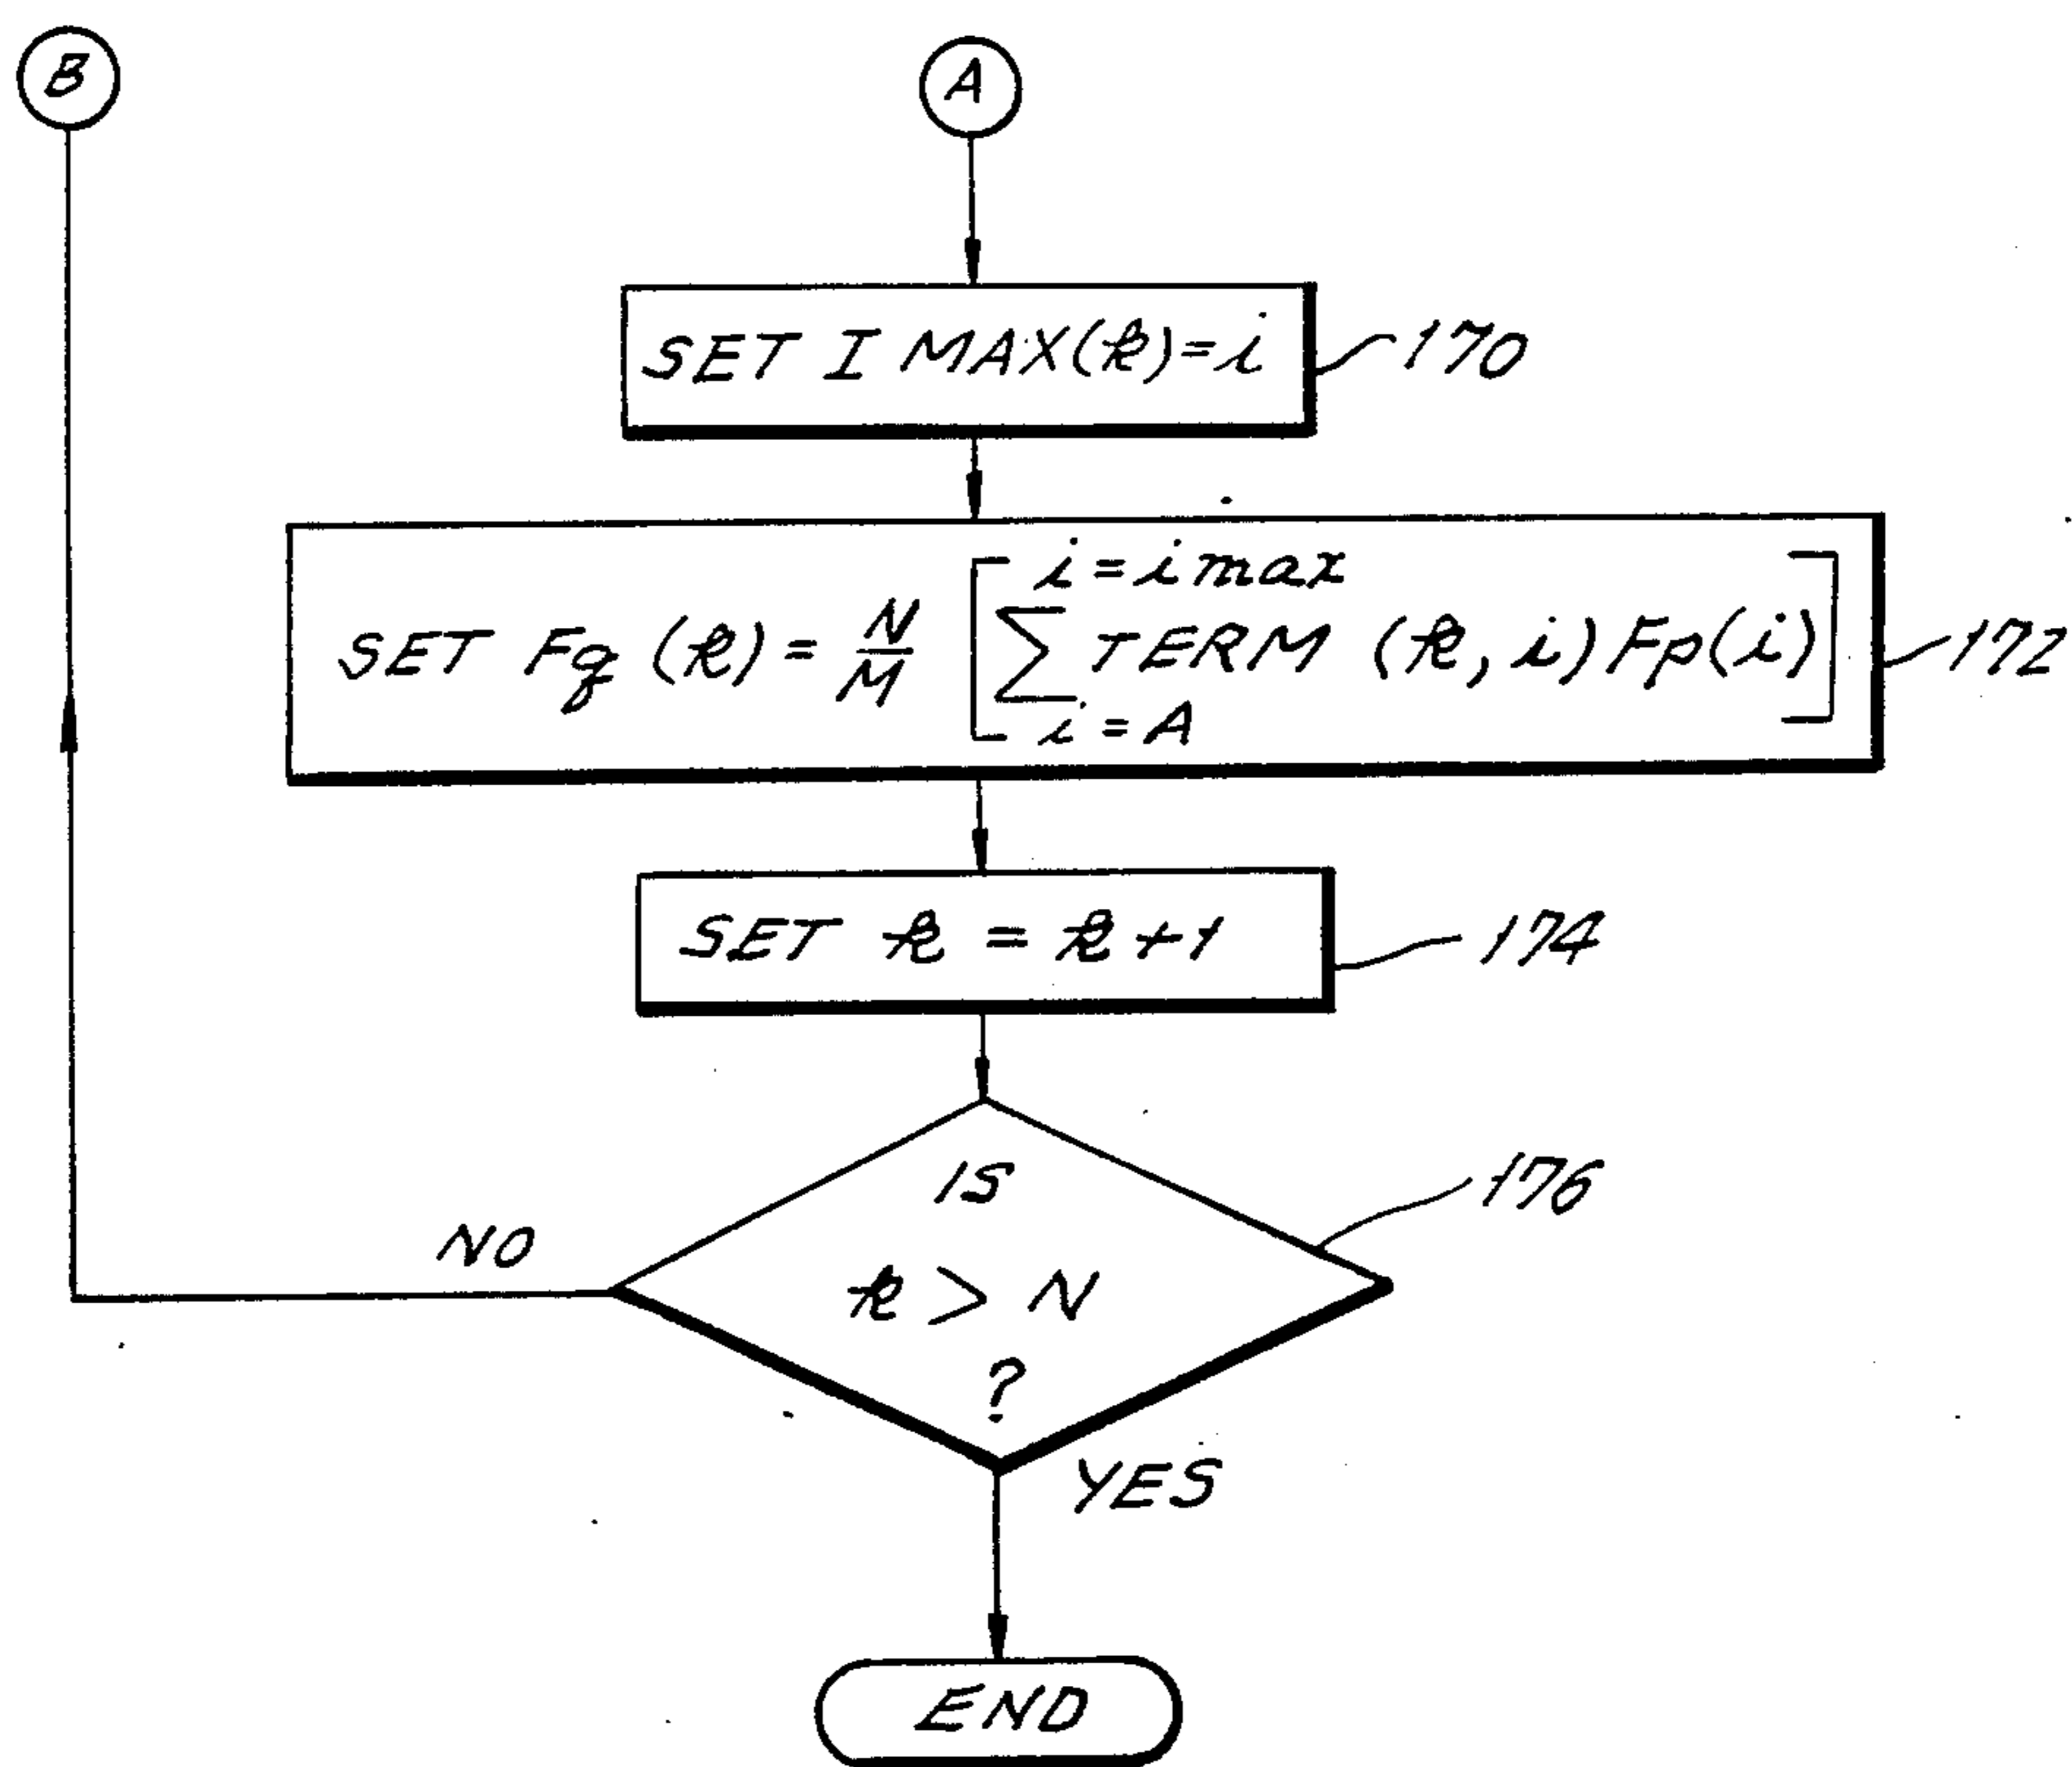 B
A
SET I MAX(k)=i
170
i=imax
SET Fq (k) = N/M [ ∑ TERM (k, i) Fp(i) ]
i=A
172
SET k = k+1
174
IS
k > N
?
176
NO
YES
END